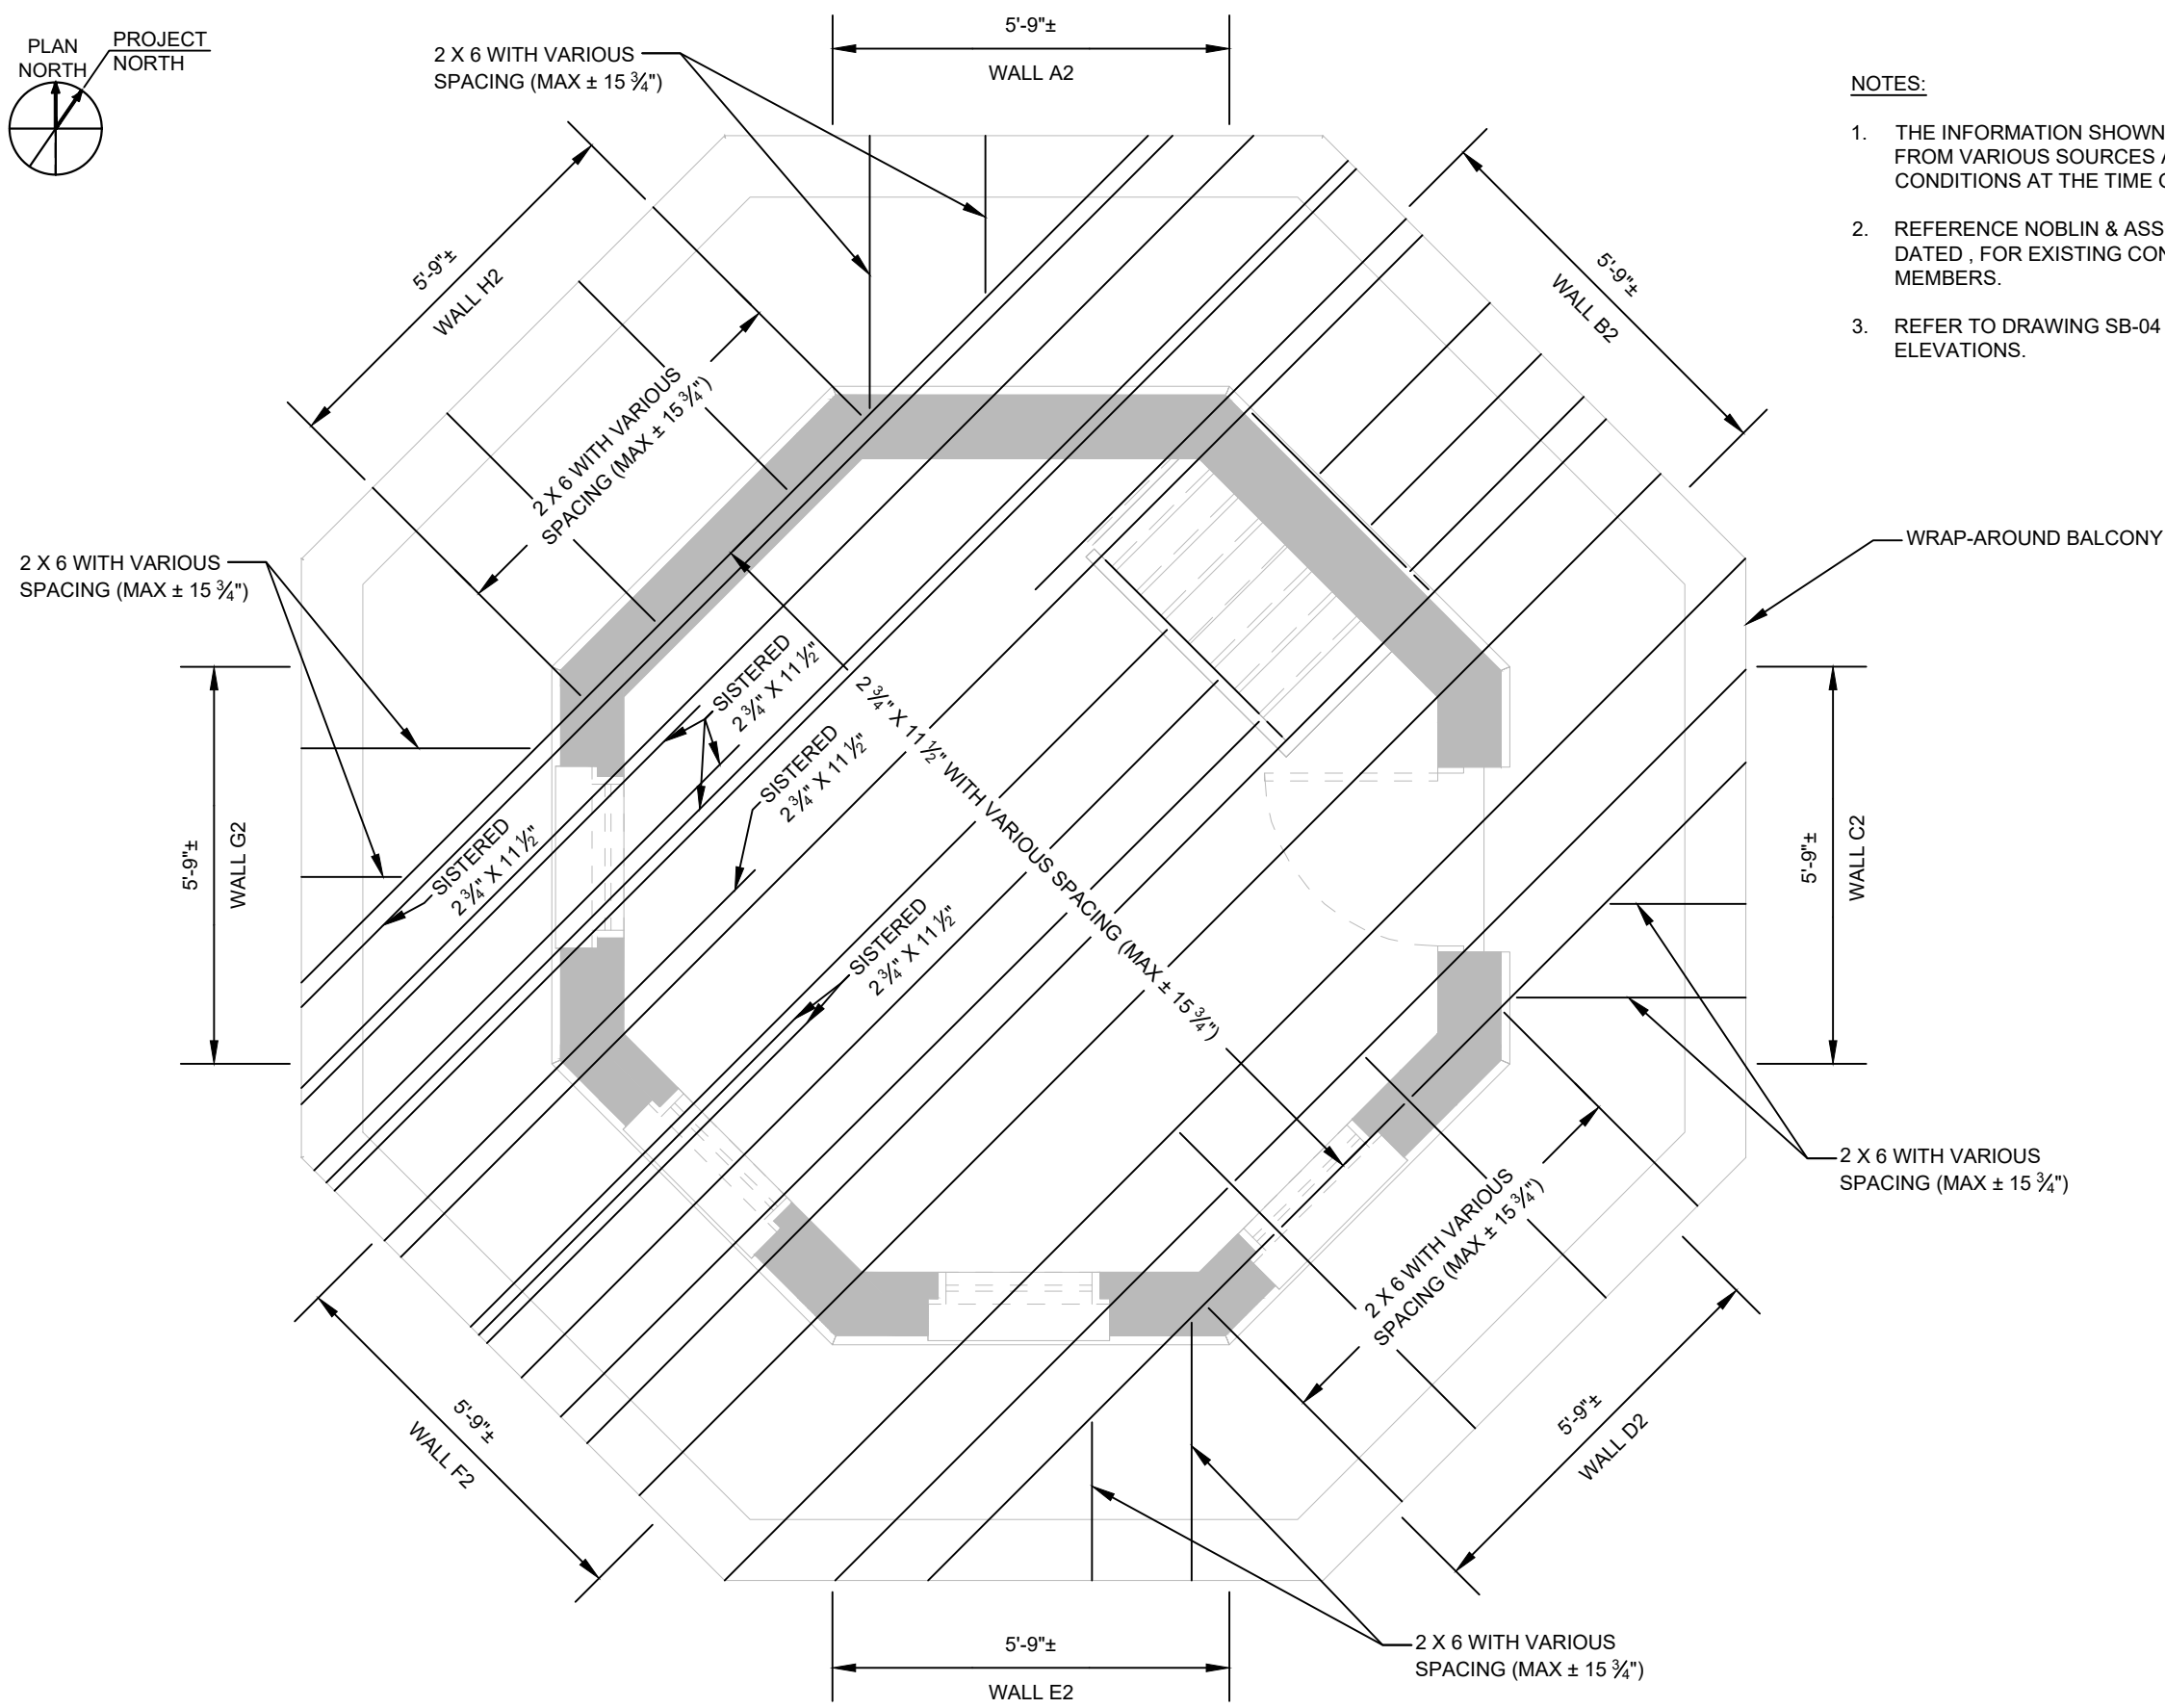 PLAN
NORTH
PROJECT
NORTH
2 X 6 WITH VARIOUS
SPACING (MAX ± 15 ¾")
5'-9"±
WALL A2
NOTES:
1. THE INFORMATION SHOWN
FROM VARIOUS SOURCES A
CONDITIONS AT THE TIME
2. REFERENCE NOBLIN & ASS
DATED , FOR EXISTING CON
MEMBERS.
3. REFER TO DRAWING SB-04
ELEVATIONS.
5'-9"±
WALL H2
5'-9"±
WALL B2
2 X 6 WITH VARIOUS
SPACING (MAX ± 15 ¾")
WRAP-AROUND BALCONY
2 X 6 WITH VARIOUS
SPACING (MAX ± 15 ¾")
SISTERED
2 ¾" X 11 ½"
SISTERED
2 ¾" X 11 ½"
2 ¾" X 11 ½" WITH VARIOUS SPACING (MAX ± 15 ¾")
SISTERED
2 ¾" X 11 ½"
SISTERED
2 ¾" X 11 ½"
5'-9"±
WALL G2
5'-9"±
WALL C2
2 X 6 WITH VARIOUS
SPACING (MAX ± 15 ¾")
2 X 6 WITH VARIOUS
SPACING (MAX ± 15 ¾")
5'-9"±
WALL F2
5'-9"±
WALL D2
2 X 6 WITH VARIOUS
SPACING (MAX ± 15 ¾")
5'-9"±
WALL E2